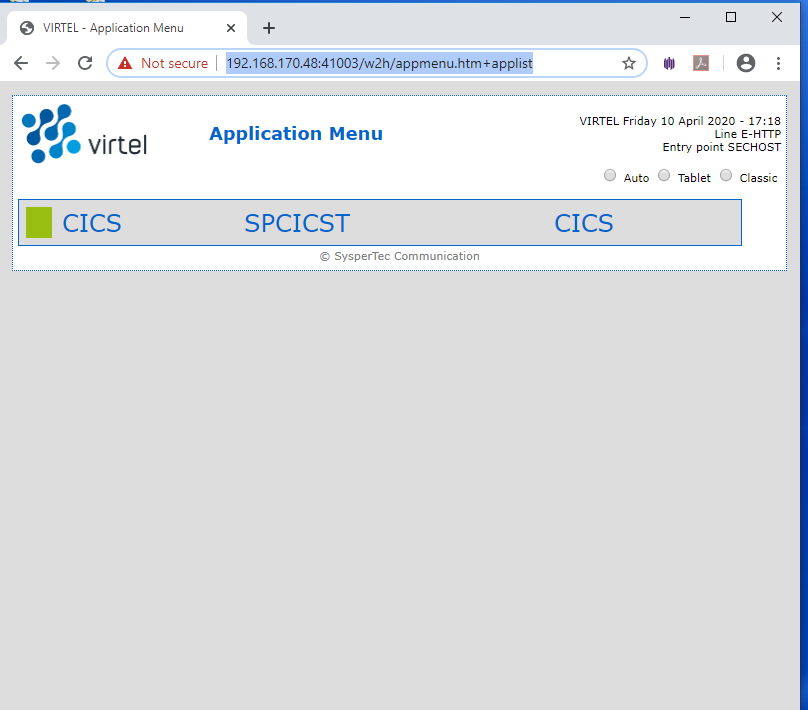 VIRTEL - Application Menu
Not secure
192.168.170.48:41003/w2h/appmenu.htm+applist
virtel
Application Menu
VIRTEL Friday 10 April 2020 - 17:18
Line E-HTTP
Entry point SECHOST
Auto Tablet Classic
CICS SPCICST CICS
© SysperTec Communication